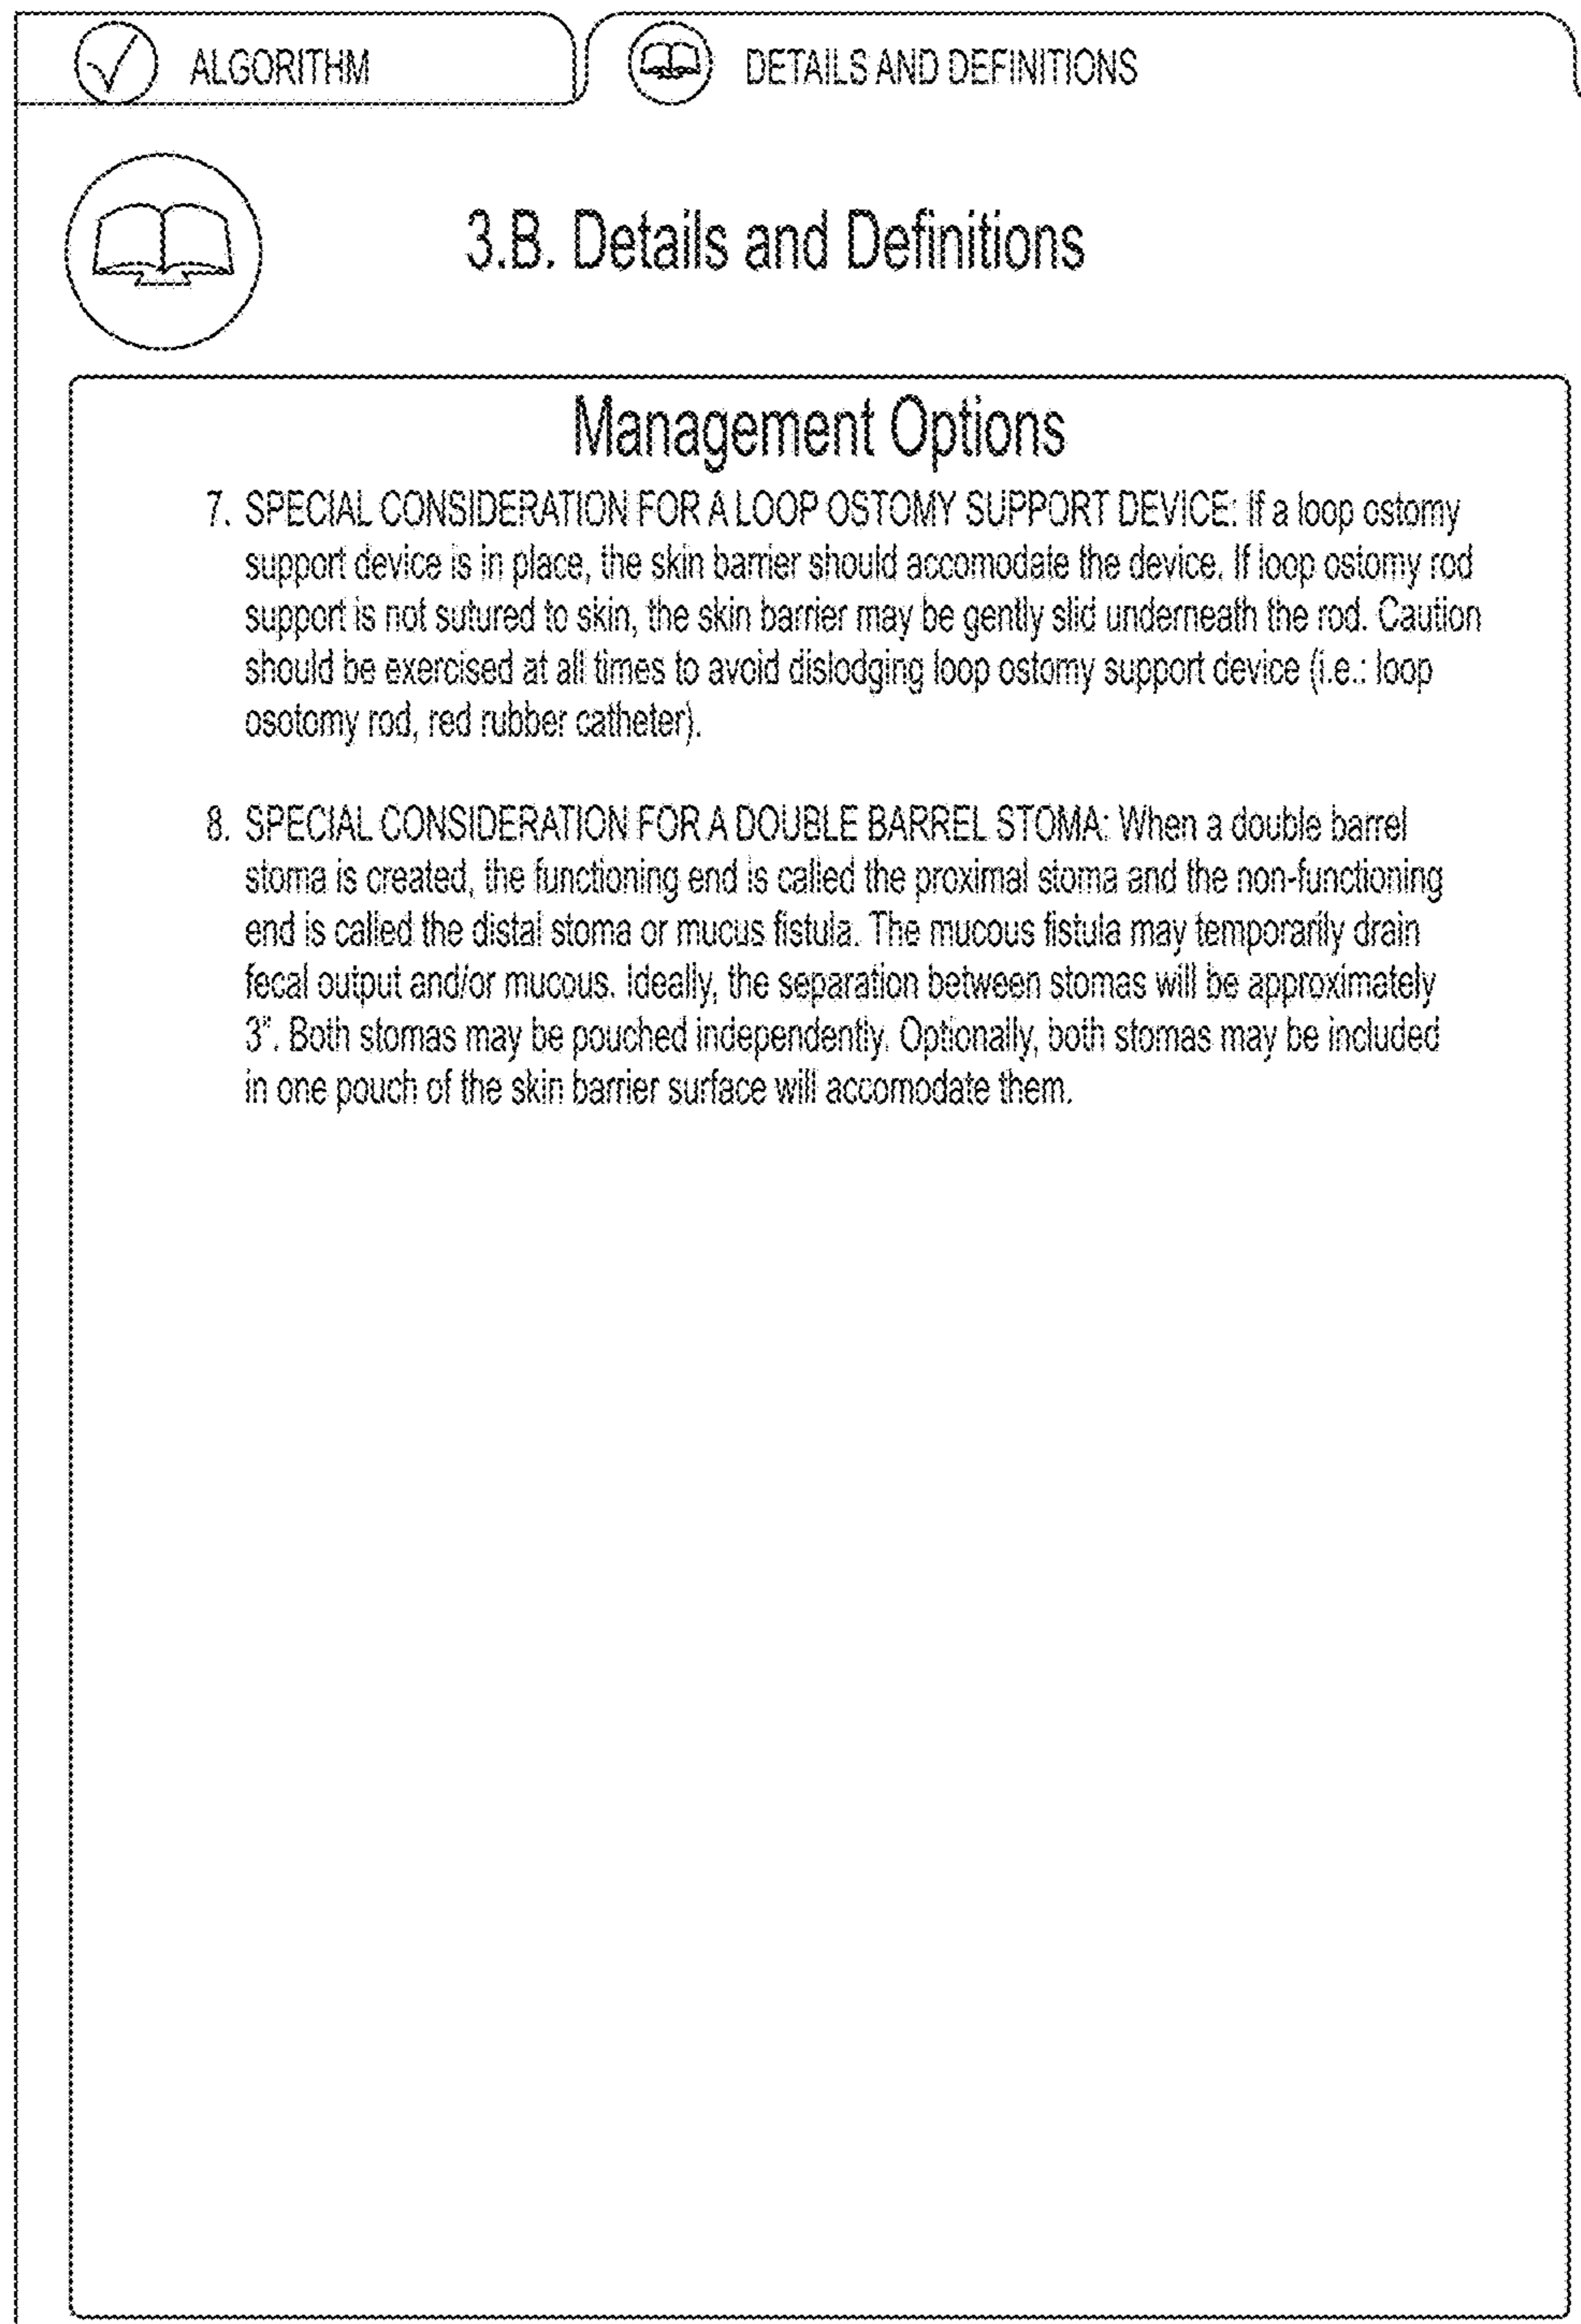 ALGORITHM
DETAILS AND DEFINITIONS
3.B. Details and Definitions
Management Options
7. SPECIAL CONSIDERATION FOR A LOOP OSTOMY SUPPORT DEVICE: If a loop ostomy
support device is in place, the skin barrier should accomodate the device. If loop ostomy rod
support is not sutured to skin, the skin barrier may be gently slid underneath the rod. Caution
should be exercised at all times to avoid dislodging loop ostomy support device (i.e.: loop
osotomy rod, red rubber catheter).
8. SPECIAL CONSIDERATION FOR A DOUBLE BARREL STOMA: When a double barrel
stoma is created, the functioning end is called the proximal stoma and the non-functioning
end is called the distal stoma or mucus fistula. The mucous fistula may temporarily drain
fecal output and/or mucous. Ideally, the separation between stomas will be approximately
3". Both stomas may be pouched independently. Optionally, both stomas may be included
in one pouch of the skin barrier surface will accomodate them.